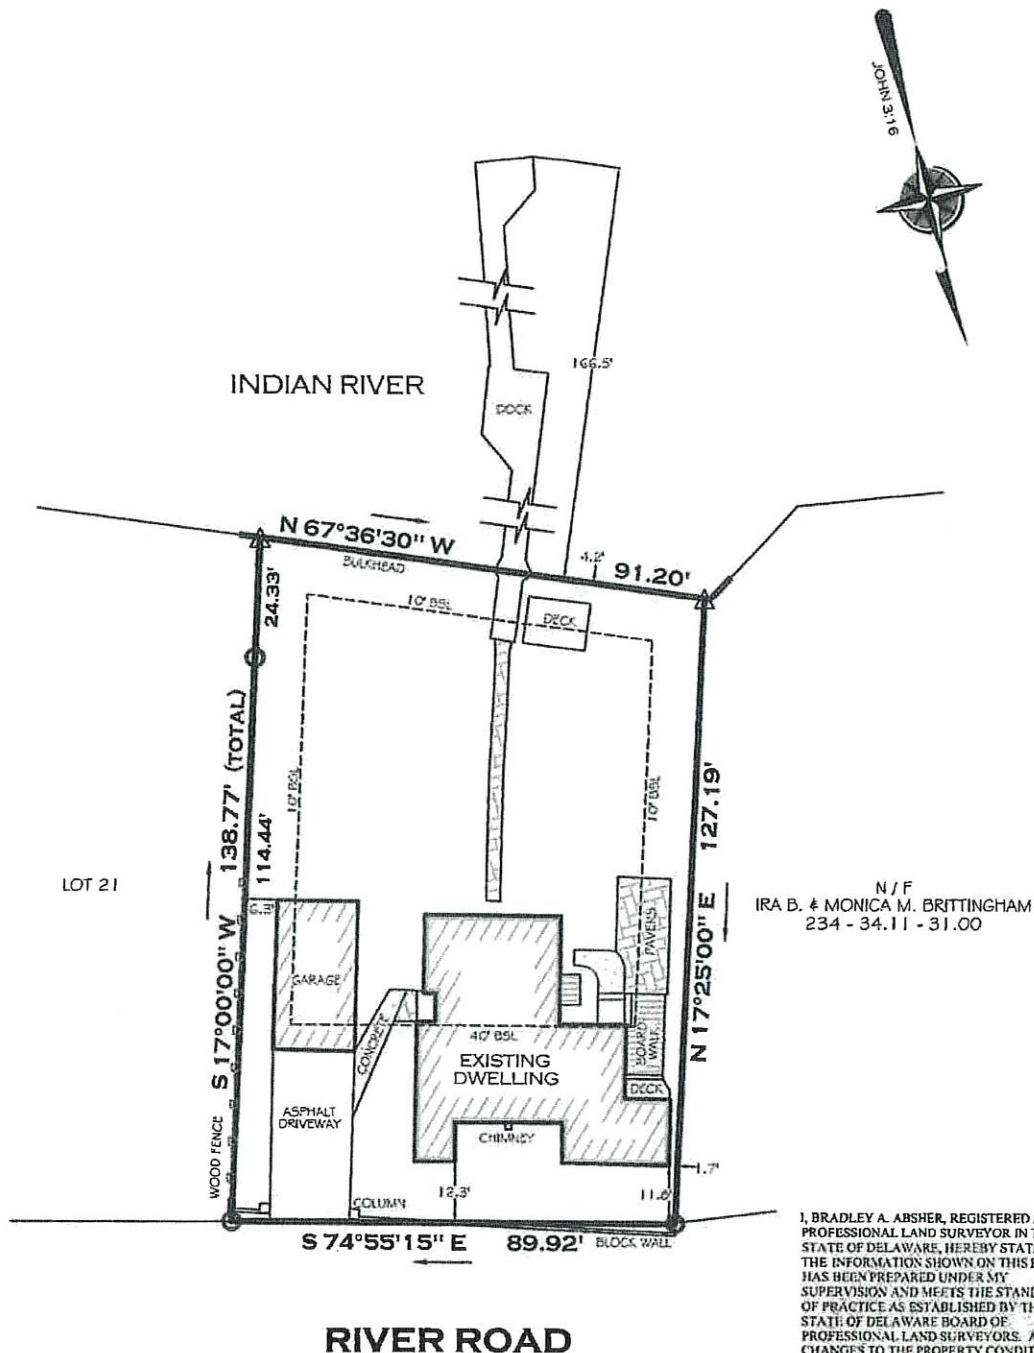 JOHN 3:16
INDIAN RIVER
166.5'
DOCK
N 67°36'30" W
BULKHEAD
4.2'
91.20'
24.33'
10' BSL
DECK
138.77' (TOTAL)
114.44'
10' BSL
10' BSL
127.19'
N 17°25'00" E
LOT 21
N / F
IRA B. & MONICA M. BRITTINGHAM
234 - 34.11 - 31.00
6.3'
S 17°00'00" W
GARAGE
CONCRETE
PAVERS
40' BSL
EXISTING
DWELLING
BOARD
WALK
DECK
ASPHALT
DRIVEWAY
CHIMNEY
WOOD FENCE
1.7'
12.3'
11.8'
COLUMN
S 74°55'15" E
89.92'
BLOCK WALL
RIVER ROAD
I, BRADLEY A. ABSHER, REGISTERED
PROFESSIONAL LAND SURVEYOR IN
STATE OF DELAWARE, HEREBY STAT
THE INFORMATION SHOWN ON THIS
HAS BEEN PREPARED UNDER MY
SUPERVISION AND MEETS THE STAN
OF PRACTICE AS ESTABLISHED BY TH
STATE OF DELAWARE BOARD OF
PROFESSIONAL LAND SURVEYORS. A
CHANGES TO THE PROPERTY CONDI